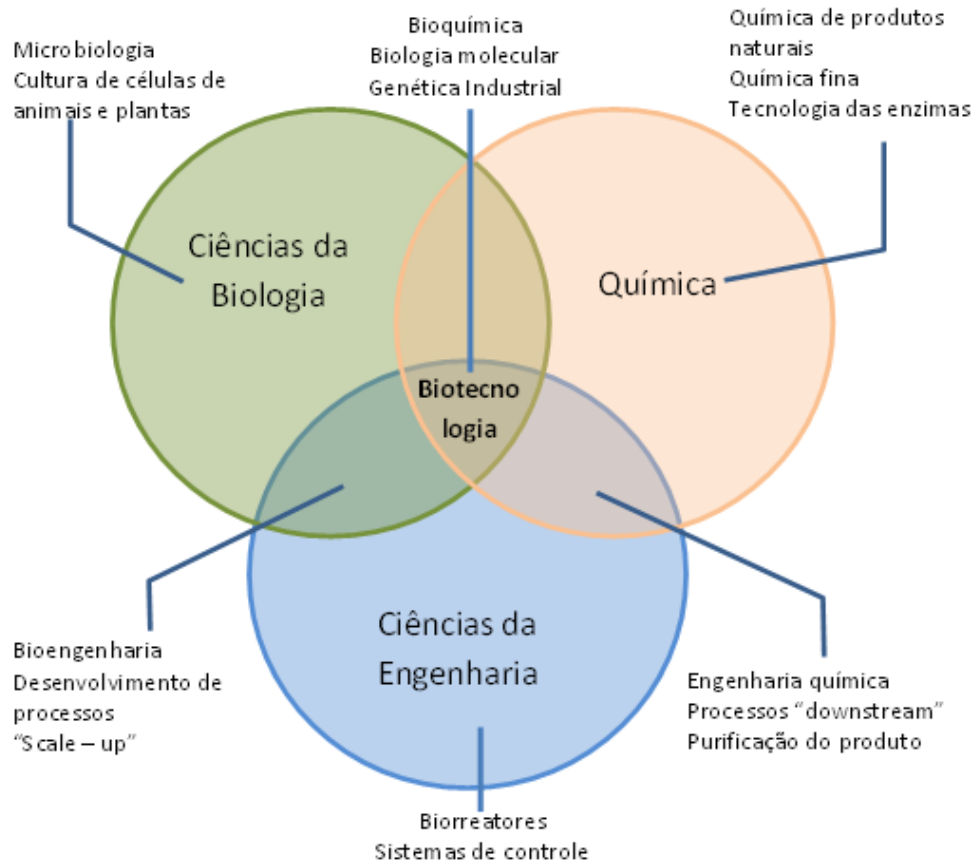 Microbiologia
Cultura de células de
animais e plantas
Bioquímica
Biologia molecular
Genética Industrial
Química de produtos
naturais
Química fina
Tecnologia das enzimas
Ciências da
Biologia
Química
Biotecno
logia
Ciências da
Engenharia
Bioengenharia
Desenvolvimento de
processos
“Scale – up”
Engenharia química
Processos “downstream”
Purificação do produto
Biorreatores
Sistemas de controle